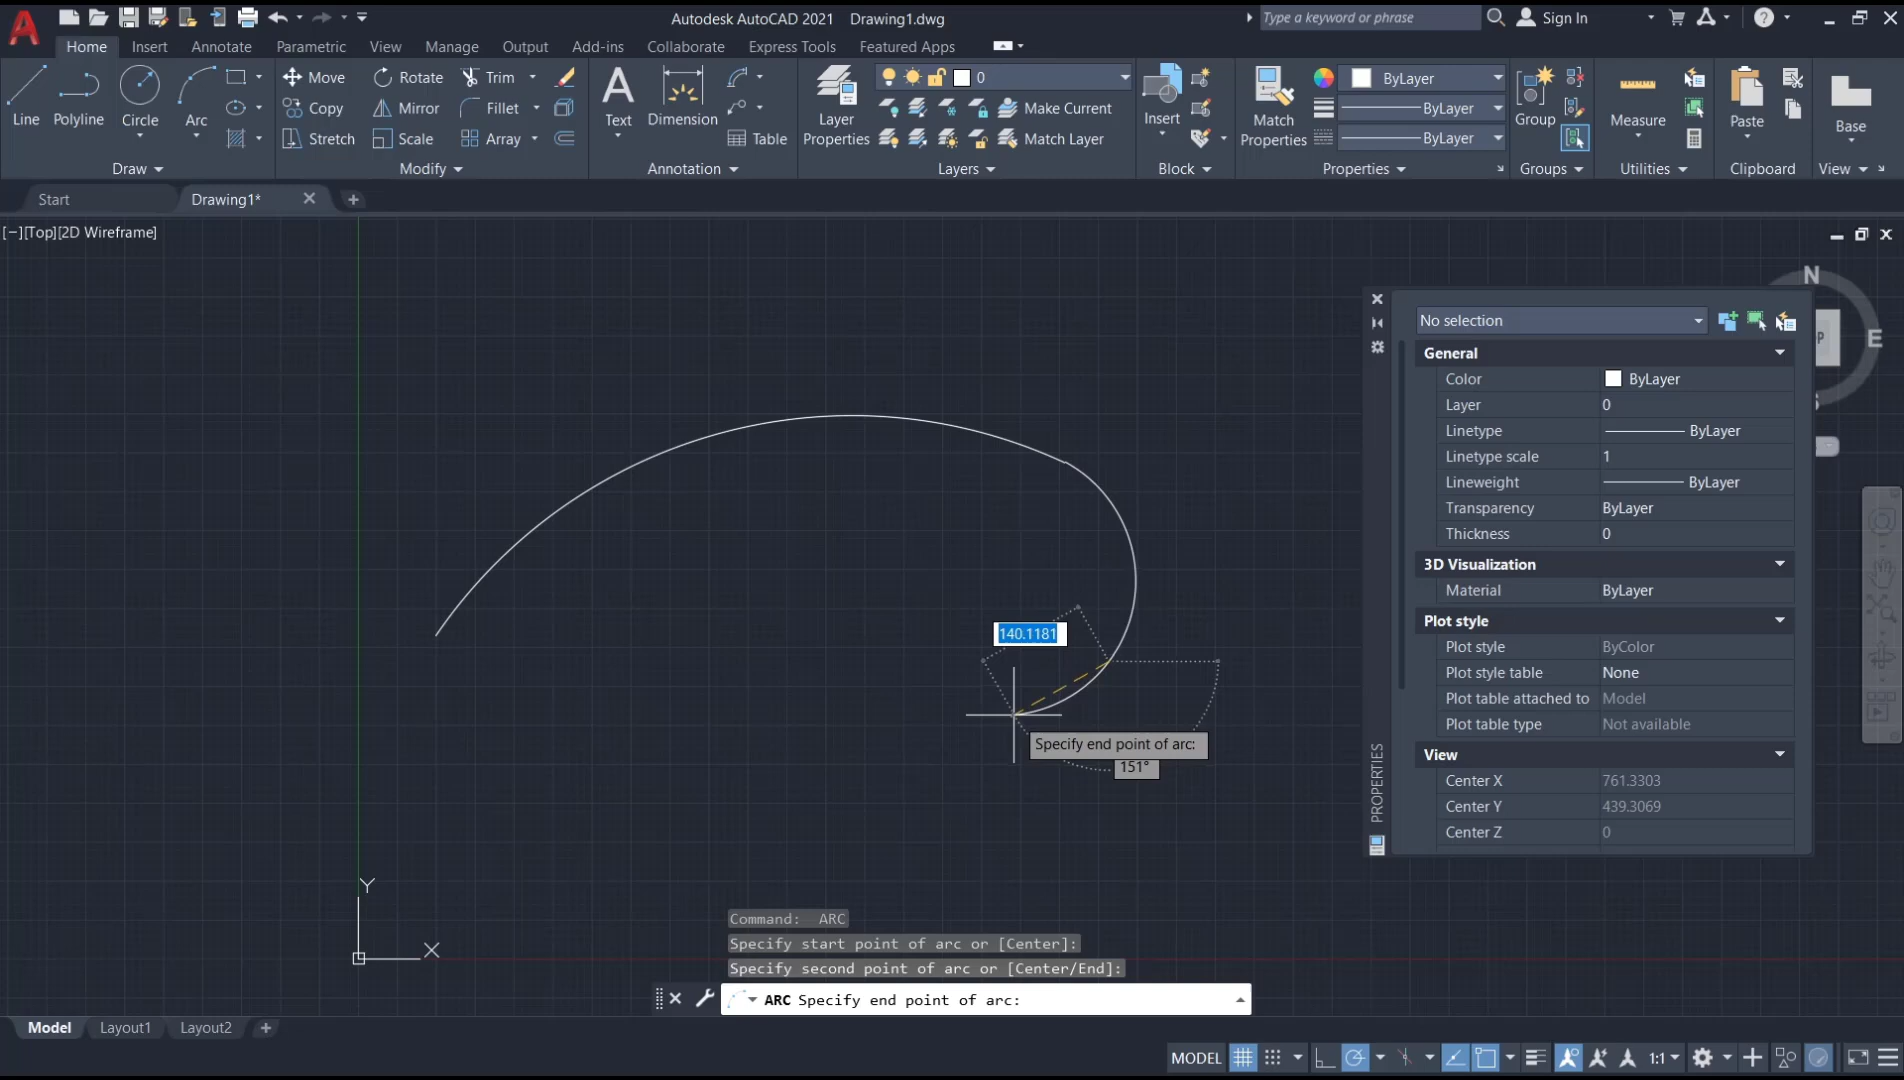 Autodesk AutoCAD 2021 Drawing1.dwg
Type a keyword or phrase
Sign In
Home Insert Annotate Parametric View Manage Output Add-ins Collaborate Express Tools Featured Apps
Line Polyline Circle Arc
Move Rotate Trim
Copy Mirror Fillet
Stretch Scale Array
Text Dimension Table
Layer Properties
0
Make Current
Match Layer
Insert
Match Properties
ByLayer
ByLayer
ByLayer
Group
Measure
Paste
Base
Draw Modify Annotation Layers Block Properties Groups Utilities Clipboard View
Start Drawing1*
[−][Top][2D Wireframe]
N
E
No selection
General
Color ByLayer
Layer 0
Linetype ByLayer
Linetype scale 1
Lineweight ByLayer
Transparency ByLayer
Thickness 0
3D Visualization
Material ByLayer
Plot style
Plot style ByColor
Plot style table None
Plot table attached to Model
Plot table type Not available
View
Center X 761.3303
Center Y 439.3069
Center Z 0
PROPERTIES
140.1181
Specify end point of arc:
151°
Y
X
Command: ARC
Specify start point of arc or [Center]:
Specify second point of arc or [Center/End]:
ARC Specify end point of arc:
Model Layout1 Layout2
MODEL 1:1